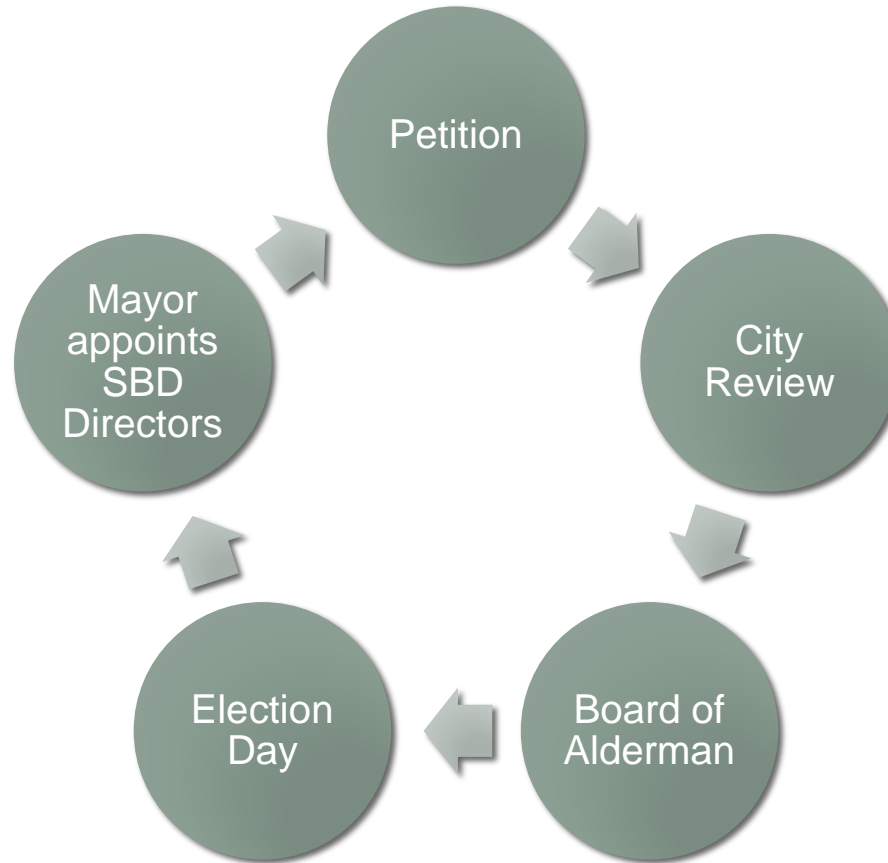 Petition
City
Review
Board of
Alderman
Election
Day
Mayor
appoints
SBD
Directors